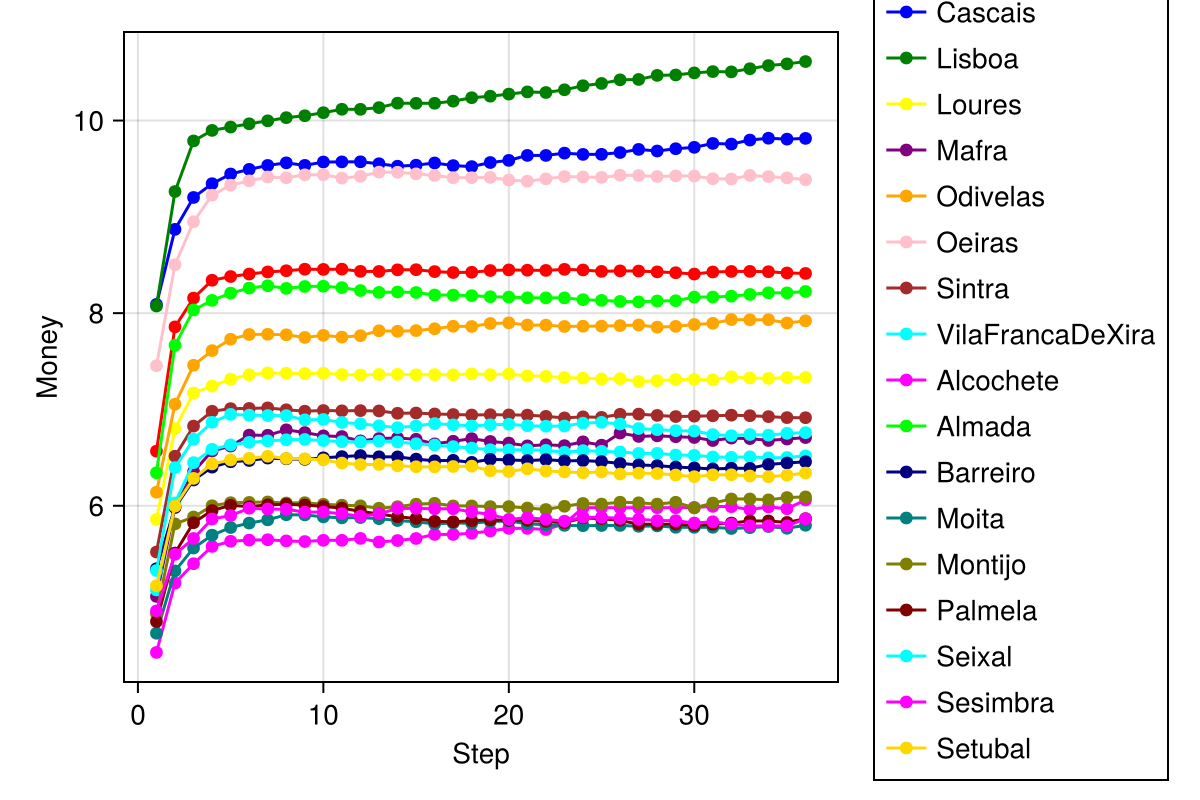 Cascais
Lisboa
Loures
Mafra
Odivelas
Oeiras
Sintra
VilaFrancaDeXira
Alcochete
Almada
Barreiro
Moita
Montijo
Palmela
Seixal
Sesimbra
Setubal
10
8
6
Money
0 10 20 30
Step